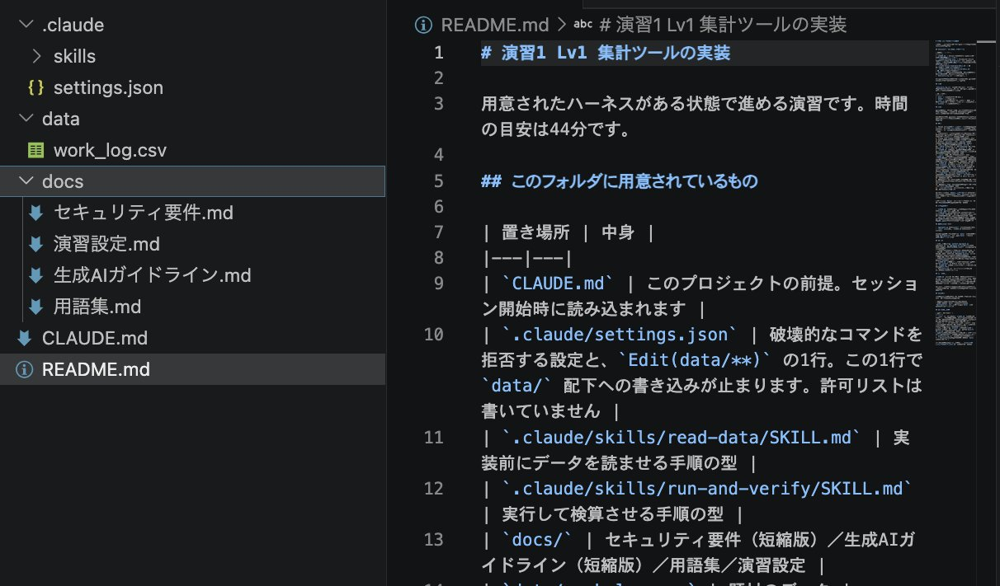 .claude
skills
{} settings.json
data
work_log.csv
docs
セキュリティ要件.md
演習設定.md
生成AIガイドライン.md
用語集.md
CLAUDE.md
README.md
README.md > abc # 演習1 Lv1 集計ツールの実装
1 # 演習1 Lv1 集計ツールの実装
2
3 用意されたハーネスがある状態で進める演習です。時間
の目安は44分です。
4
5 ## このフォルダに用意されているもの
6
7 | 置き場所 | 中身 |
8 |---|---|
9 | `CLAUDE.md` | このプロジェクトの前提。セッショ
ン開始時に読み込まれます |
10 | `.claude/settings.json` | 破壊的なコマンドを
拒否する設定と、`Edit(data/**)` の1行。この1行で
`data/` 配下への書き込みが止まります。許可リストは
書いていません |
11 | `.claude/skills/read-data/SKILL.md` | 実
装前にデータを読ませる手順の型 |
12 | `.claude/skills/run-and-verify/SKILL.md`
| 実行して検算させる手順の型 |
13 | `docs/` | セキュリティ要件（短縮版）／生成AIガ
イドライン（短縮版）／用語集／演習設定 |